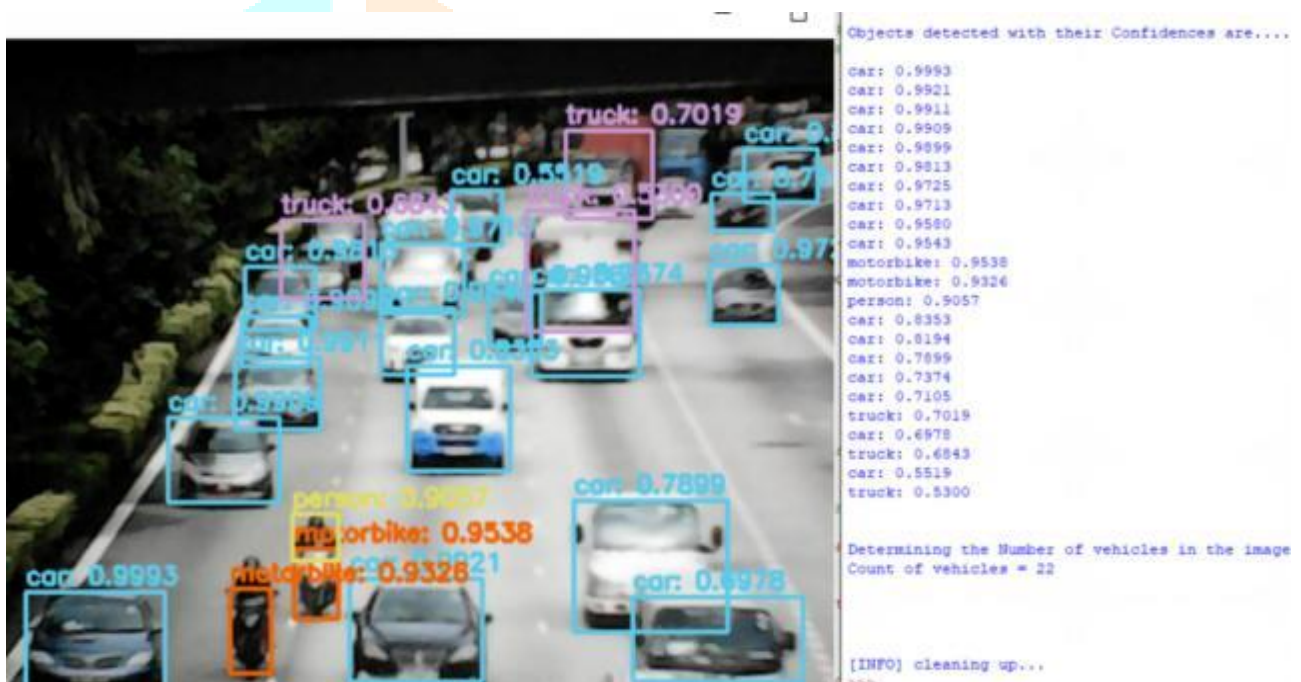 truck: 0.7019
car: 0.5519
car: 0.7899
person: 0.9057
motorbike: 0.9538
car: 0.9993
motorbike: 0.9326
car: 0.6978
Objects detected with their Confidences are....
car: 0.9993
car: 0.9921
car: 0.9911
car: 0.9909
car: 0.9899
car: 0.9813
car: 0.9725
car: 0.9713
car: 0.9580
car: 0.9543
motorbike: 0.9538
motorbike: 0.9326
person: 0.9057
car: 0.8353
car: 0.8194
car: 0.7899
car: 0.7374
car: 0.7105
truck: 0.7019
car: 0.6978
truck: 0.6843
car: 0.5519
truck: 0.5300
Determining the Number of vehicles in the image
Count of vehicles = 22
[INFO] cleaning up...